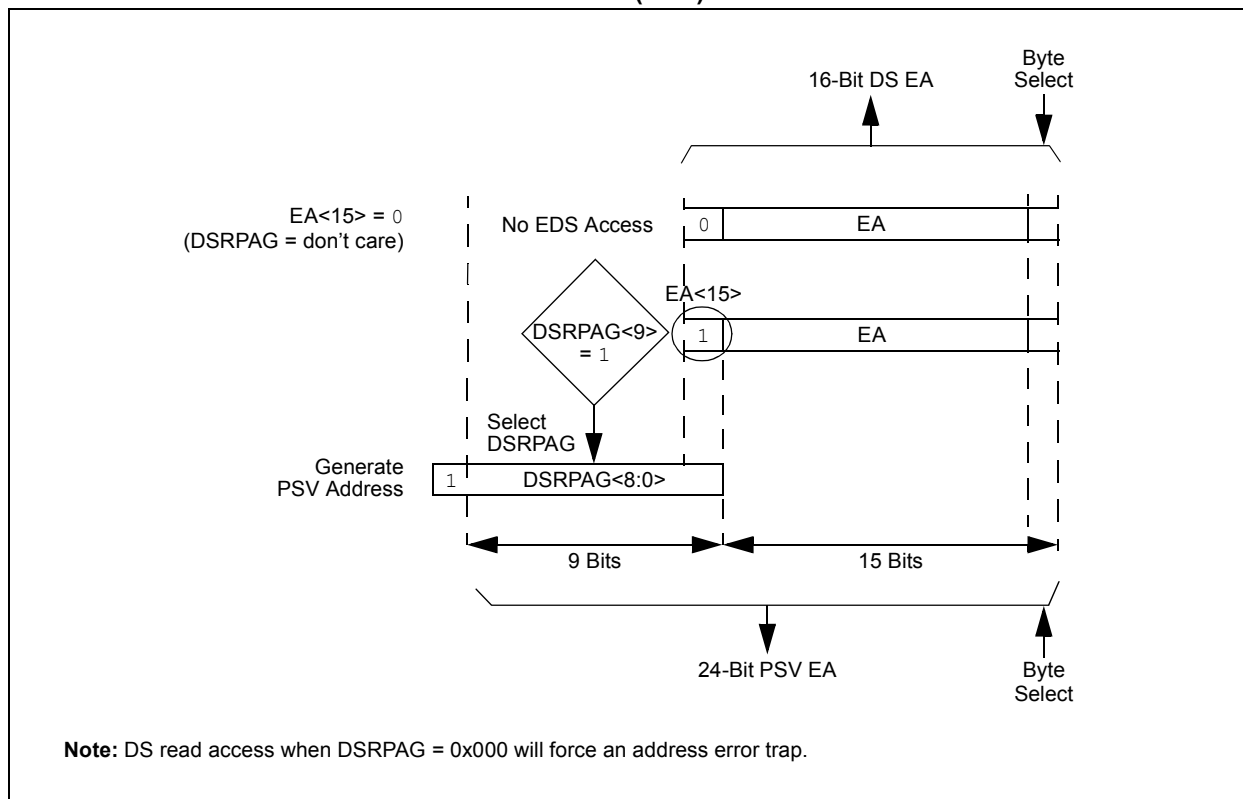 16-Bit DS EA
Byte
Select
EA<15> = 0
(DSRPAG = don't care)
No EDS Access
0
EA
EA<15>
DSRPAG<9>
= 1
1
EA
Select
DSRPAG
Generate
PSV Address
1
DSRPAG<8:0>
9 Bits
15 Bits
24-Bit PSV EA
Byte
Select
Note: DS read access when DSRPAG = 0x000 will force an address error trap.